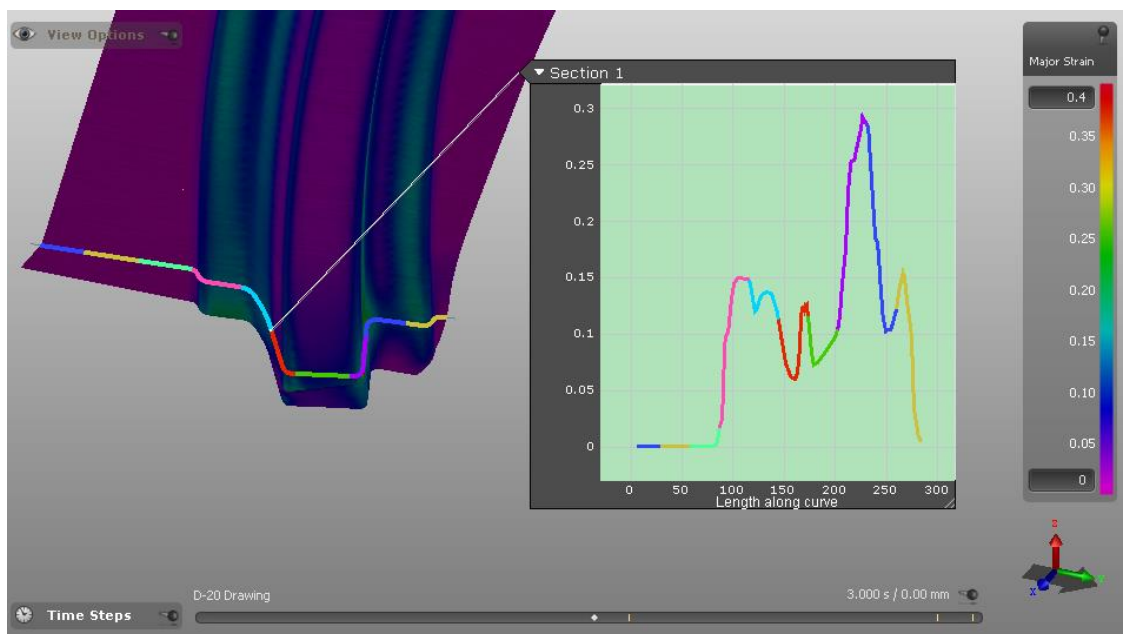 View Options
Section 1
0.3
0.25
0.2
0.15
0.1
0.05
0
0 50 100 150 200 250 300
Length along curve
Major Strain
0.4
0.35
0.30
0.25
0.20
0.15
0.10
0.05
0
z
x
Y
D-20 Drawing
3.000 s / 0.00 mm
Time Steps